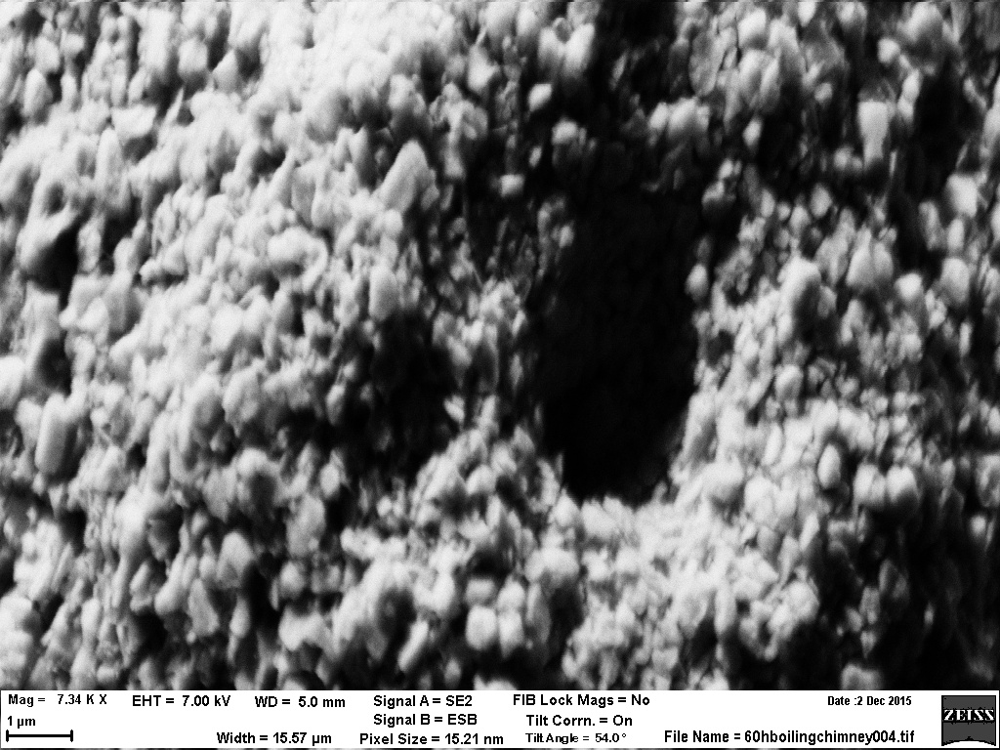 Mag = 7.34 K X EHT = 7.00 kV WD = 5.0 mm Signal A = SE2 FIB Lock Mags = No Date :2 Dec 2015
1 µm Signal B = ESB Tilt Corrn. = On ZEISS
Width = 15.57 µm Pixel Size = 15.21 nm Tilt Angle = 54.0° File Name = 60hboilingchimney004.tif